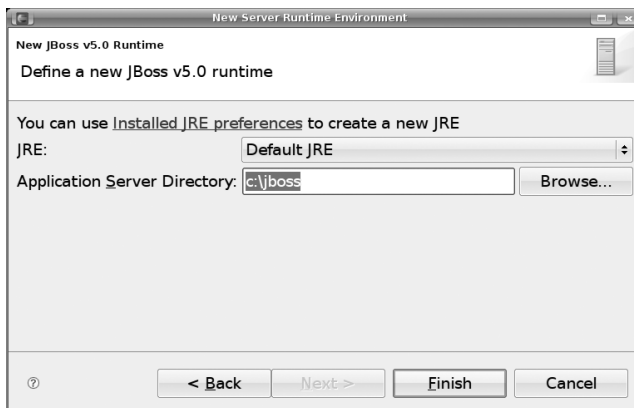 New Server Runtime Environment
New JBoss v5.0 Runtime
Define a new JBoss v5.0 runtime
You can use Installed JRE preferences to create a new JRE
JRE: Default JRE
Application Server Directory: c:\jboss Browse...
< Back Next > Finish Cancel